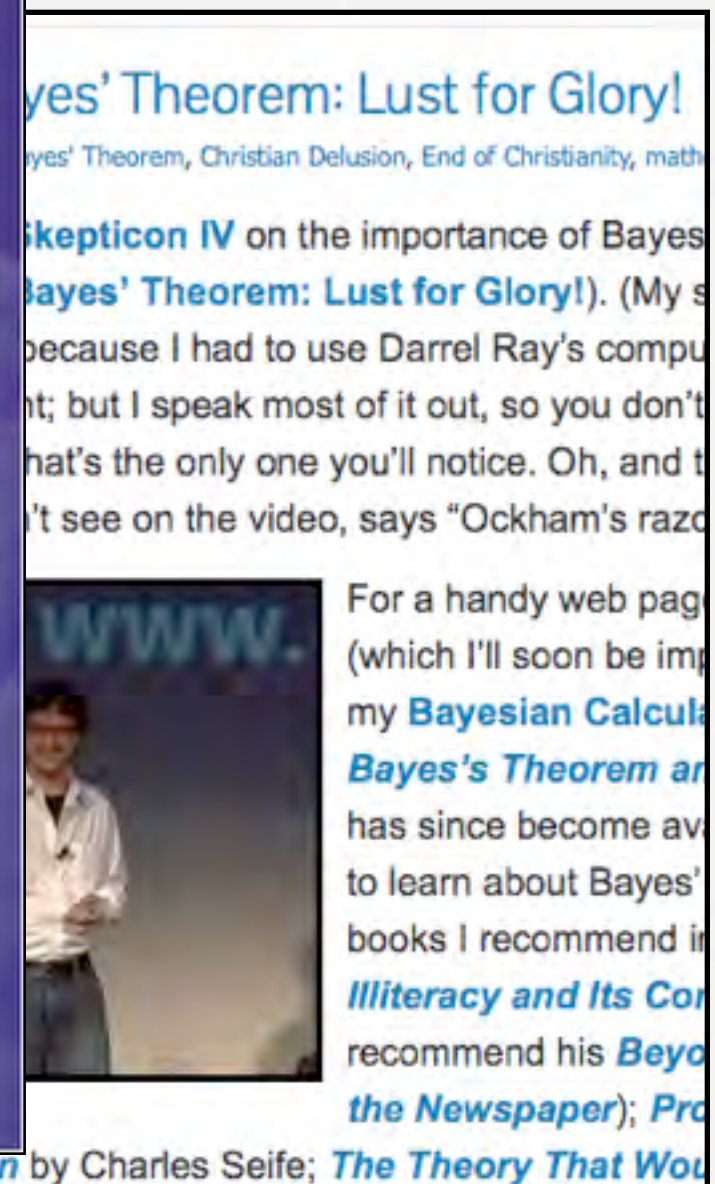 yes' Theorem: Lust for Glory!
yes' Theorem, Christian Delusion, End of Christianity, math
Skepticon IV on the importance of Bayes
Bayes' Theorem: Lust for Glory!). (My s
because I had to use Darrel Ray's compu
nt; but I speak most of it out, so you don't
hat's the only one you'll notice. Oh, and t
't see on the video, says “Ockham's razo
www.
For a handy web pag
(which I'll soon be imp
my Bayesian Calcula
Bayes's Theorem an
has since become ava
to learn about Bayes'
books I recommend in
Illiteracy and Its Con
recommend his Beyo
the Newspaper); Pro
n by Charles Seife; The Theory That Wou